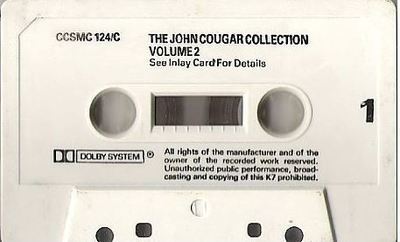 CCSMC 124/C
THE JOHN COUGAR COLLECTION
VOLUME 2
See Inlay Card For Details
1
DOLBY SYSTEM ®
All rights of the manufacturer and of the
owner of the recorded work reserved.
Unauthorized public performance, broad-
casting and copying of this K7 prohibited.